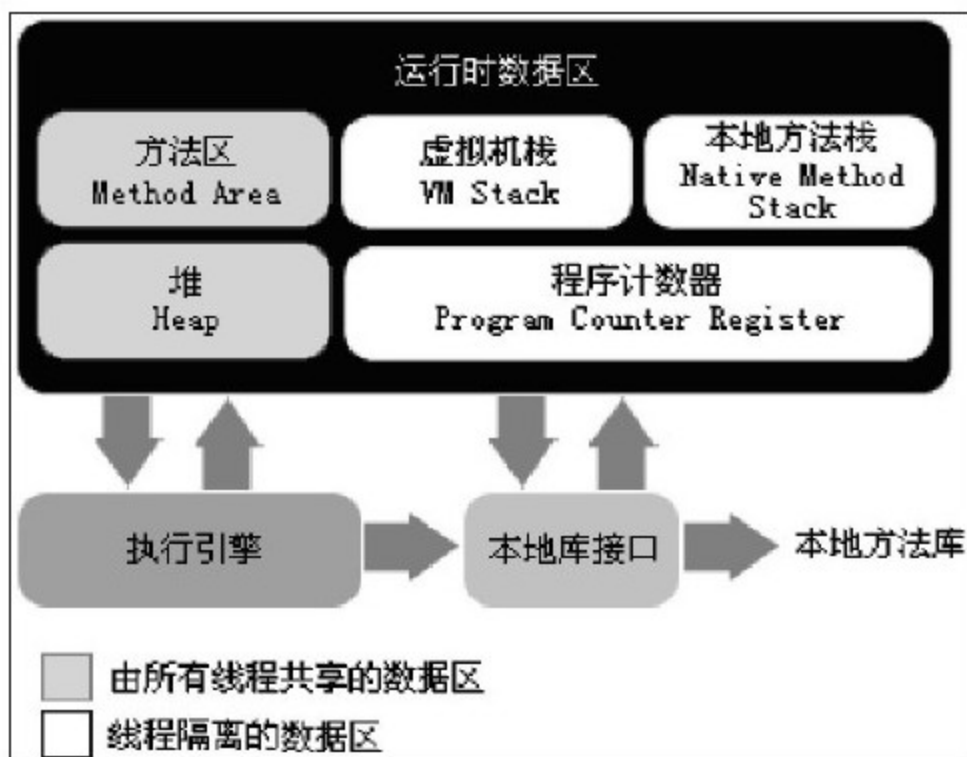 运行时数据区
方法区
Method Area
虚拟机栈
VM Stack
本地方法栈
Native Method
Stack
堆
Heap
程序计数器
Program Counter Register
执行引擎
本地库接口
本地方法库
由所有线程共享的数据区
线程隔离的数据区